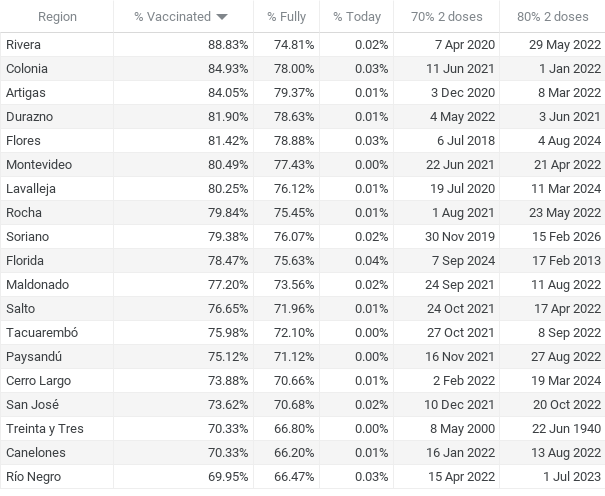 Region % Vaccinated % Fully % Today 70% 2 doses 80% 2 doses
Rivera 88.83% 74.81% 0.02% 7 Apr 2020 29 May 2022
Colonia 84.93% 78.00% 0.03% 11 Jun 2021 1 Jan 2022
Artigas 84.05% 79.37% 0.01% 3 Dec 2020 8 Mar 2022
Durazno 81.90% 78.63% 0.01% 4 May 2022 3 Jun 2021
Flores 81.42% 78.88% 0.03% 6 Jul 2018 4 Aug 2024
Montevideo 80.49% 77.43% 0.00% 22 Jun 2021 21 Apr 2022
Lavalleja 80.25% 76.12% 0.01% 19 Jul 2020 11 Mar 2024
Rocha 79.84% 75.45% 0.01% 1 Aug 2021 23 May 2022
Soriano 79.38% 76.07% 0.02% 30 Nov 2019 15 Feb 2026
Florida 78.47% 75.63% 0.04% 7 Sep 2024 17 Feb 2013
Maldonado 77.20% 73.56% 0.02% 24 Sep 2021 11 Aug 2022
Salto 76.65% 71.96% 0.01% 24 Oct 2021 17 Apr 2022
Tacuarembó 75.98% 72.10% 0.00% 27 Oct 2021 8 Sep 2022
Paysandú 75.12% 71.12% 0.00% 16 Nov 2021 27 Aug 2022
Cerro Largo 73.88% 70.66% 0.01% 2 Feb 2022 19 Mar 2024
San José 73.62% 70.68% 0.02% 10 Dec 2021 20 Oct 2022
Treinta y Tres 70.33% 66.80% 0.00% 8 May 2000 22 Jun 1940
Canelones 70.33% 66.20% 0.01% 16 Jan 2022 13 Aug 2022
Río Negro 69.95% 66.47% 0.03% 15 Apr 2022 1 Jul 2023